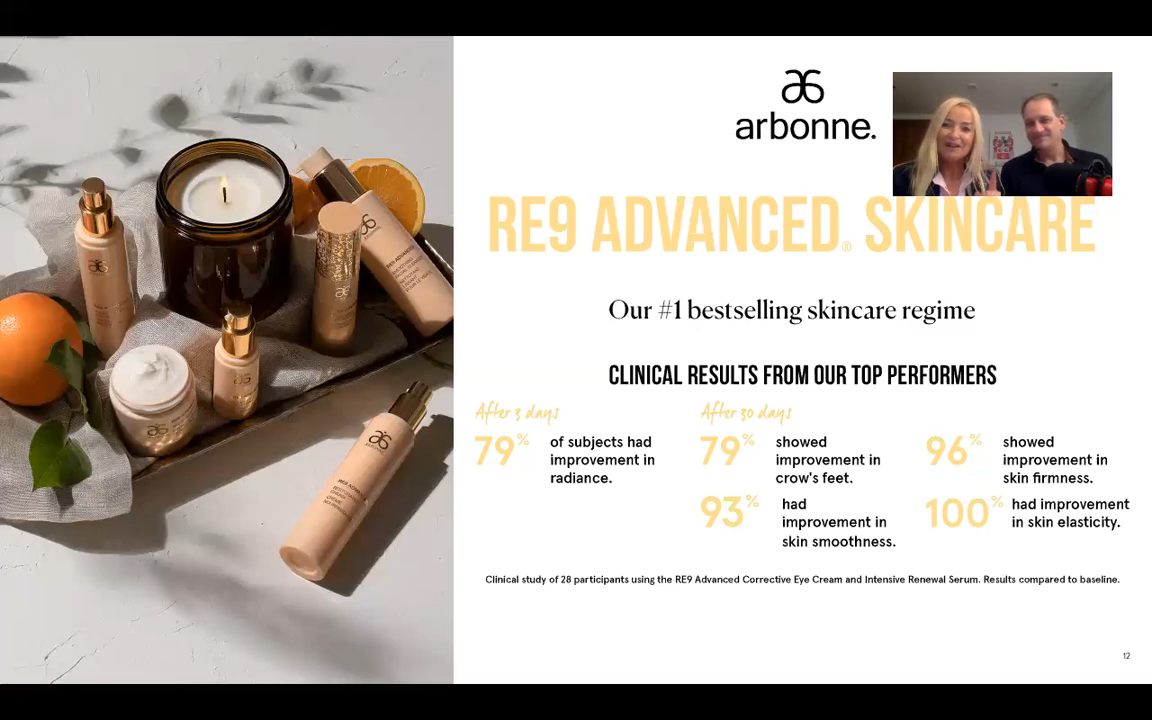 arbonne.
RE9 ADVANCED® SKINCARE
Our #1 bestselling skincare regime
CLINICAL RESULTS FROM OUR TOP PERFORMERS
After 3 days
79%
of subjects had
improvement in
radiance.
After 30 days
79%
showed
improvement in
crow's feet.
96%
showed
improvement in
skin firmness.
93%
had
improvement in
skin smoothness.
100%
had improvement
in skin elasticity.
Clinical study of 28 participants using the RE9 Advanced Corrective Eye Cream and Intensive Renewal Serum. Results compared to baseline.
12